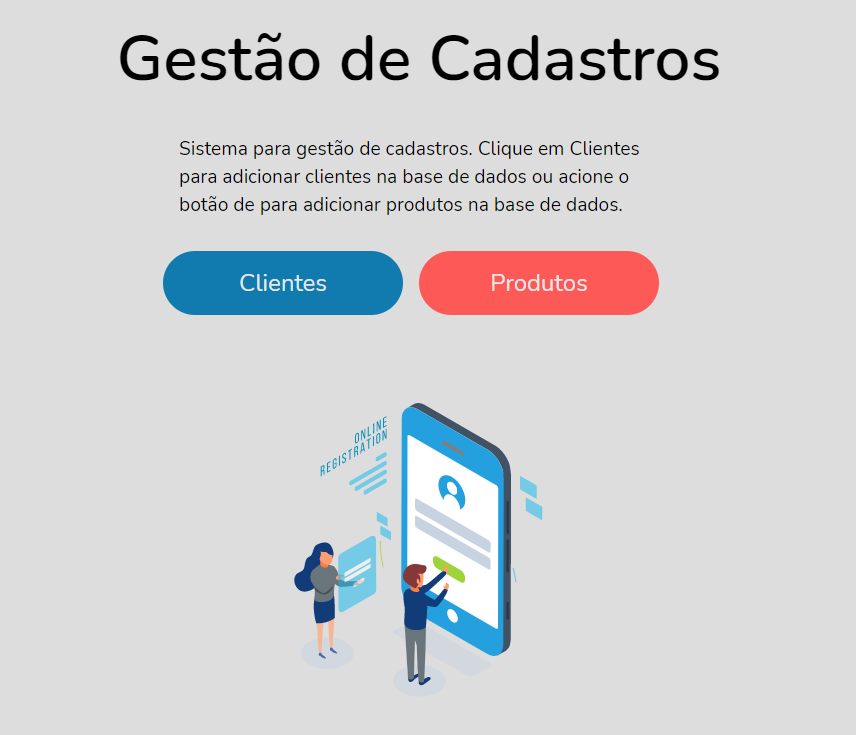 Gestão de Cadastros
Sistema para gestão de cadastros. Clique em Clientes
para adicionar clientes na base de dados ou acione o
botão de para adicionar produtos na base de dados.
Clientes
Produtos
ONLINE
REGISTRATION